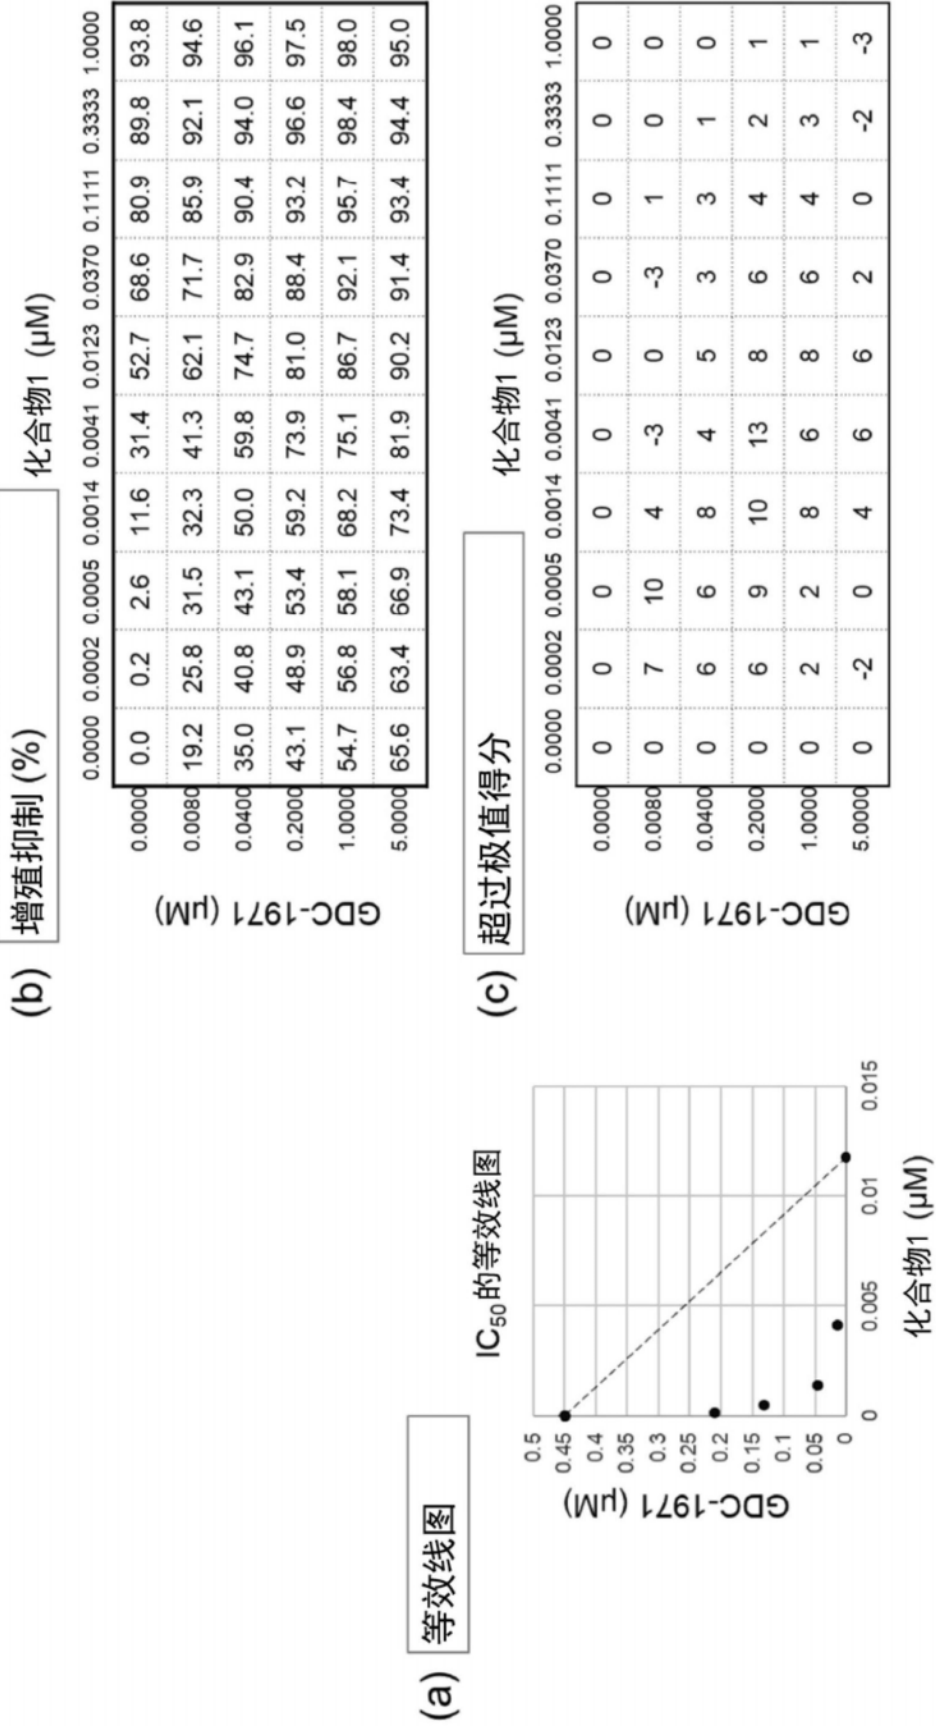 (a) 等效线图
IC50的等效线图
GDC-1971 (μM)
0.5
0.45
0.4
0.35
0.3
0.25
0.2
0.15
0.1
0.05
0
0 0.005 0.01 0.015
化合物1 (μM)
(b) 增殖抑制 (%)
化合物1 (μM)
0.0000 0.0002 0.0005 0.0014 0.0041 0.0123 0.0370 0.1111 0.3333 1.0000
GDC-1971 (μM)
0.0000 0.0 0.2 2.6 11.6 31.4 52.7 68.6 80.9 89.8 93.8
0.0080 19.2 25.8 31.5 32.3 41.3 62.1 71.7 85.9 92.1 94.6
0.0400 35.0 40.8 43.1 50.0 59.8 74.7 82.9 90.4 94.0 96.1
0.2000 43.1 48.9 53.4 59.2 73.9 81.0 88.4 93.2 96.6 97.5
1.0000 54.7 56.8 58.1 68.2 75.1 86.7 92.1 95.7 98.4 98.0
5.0000 65.6 63.4 66.9 73.4 81.9 90.2 91.4 93.4 94.4 95.0
(c) 超过极值得分
化合物1 (μM)
0.0000 0.0002 0.0005 0.0014 0.0041 0.0123 0.0370 0.1111 0.3333 1.0000
GDC-1971 (μM)
0.0000 0 0 0 0 0 0 0 0 0 0
0.0080 0 7 10 4 -3 0 -3 1 0 0
0.0400 0 6 6 8 4 5 3 3 1 0
0.2000 0 6 9 10 13 8 6 4 2 1
1.0000 0 2 2 8 6 8 6 4 3 1
5.0000 0 -2 0 4 6 6 2 0 -2 -3